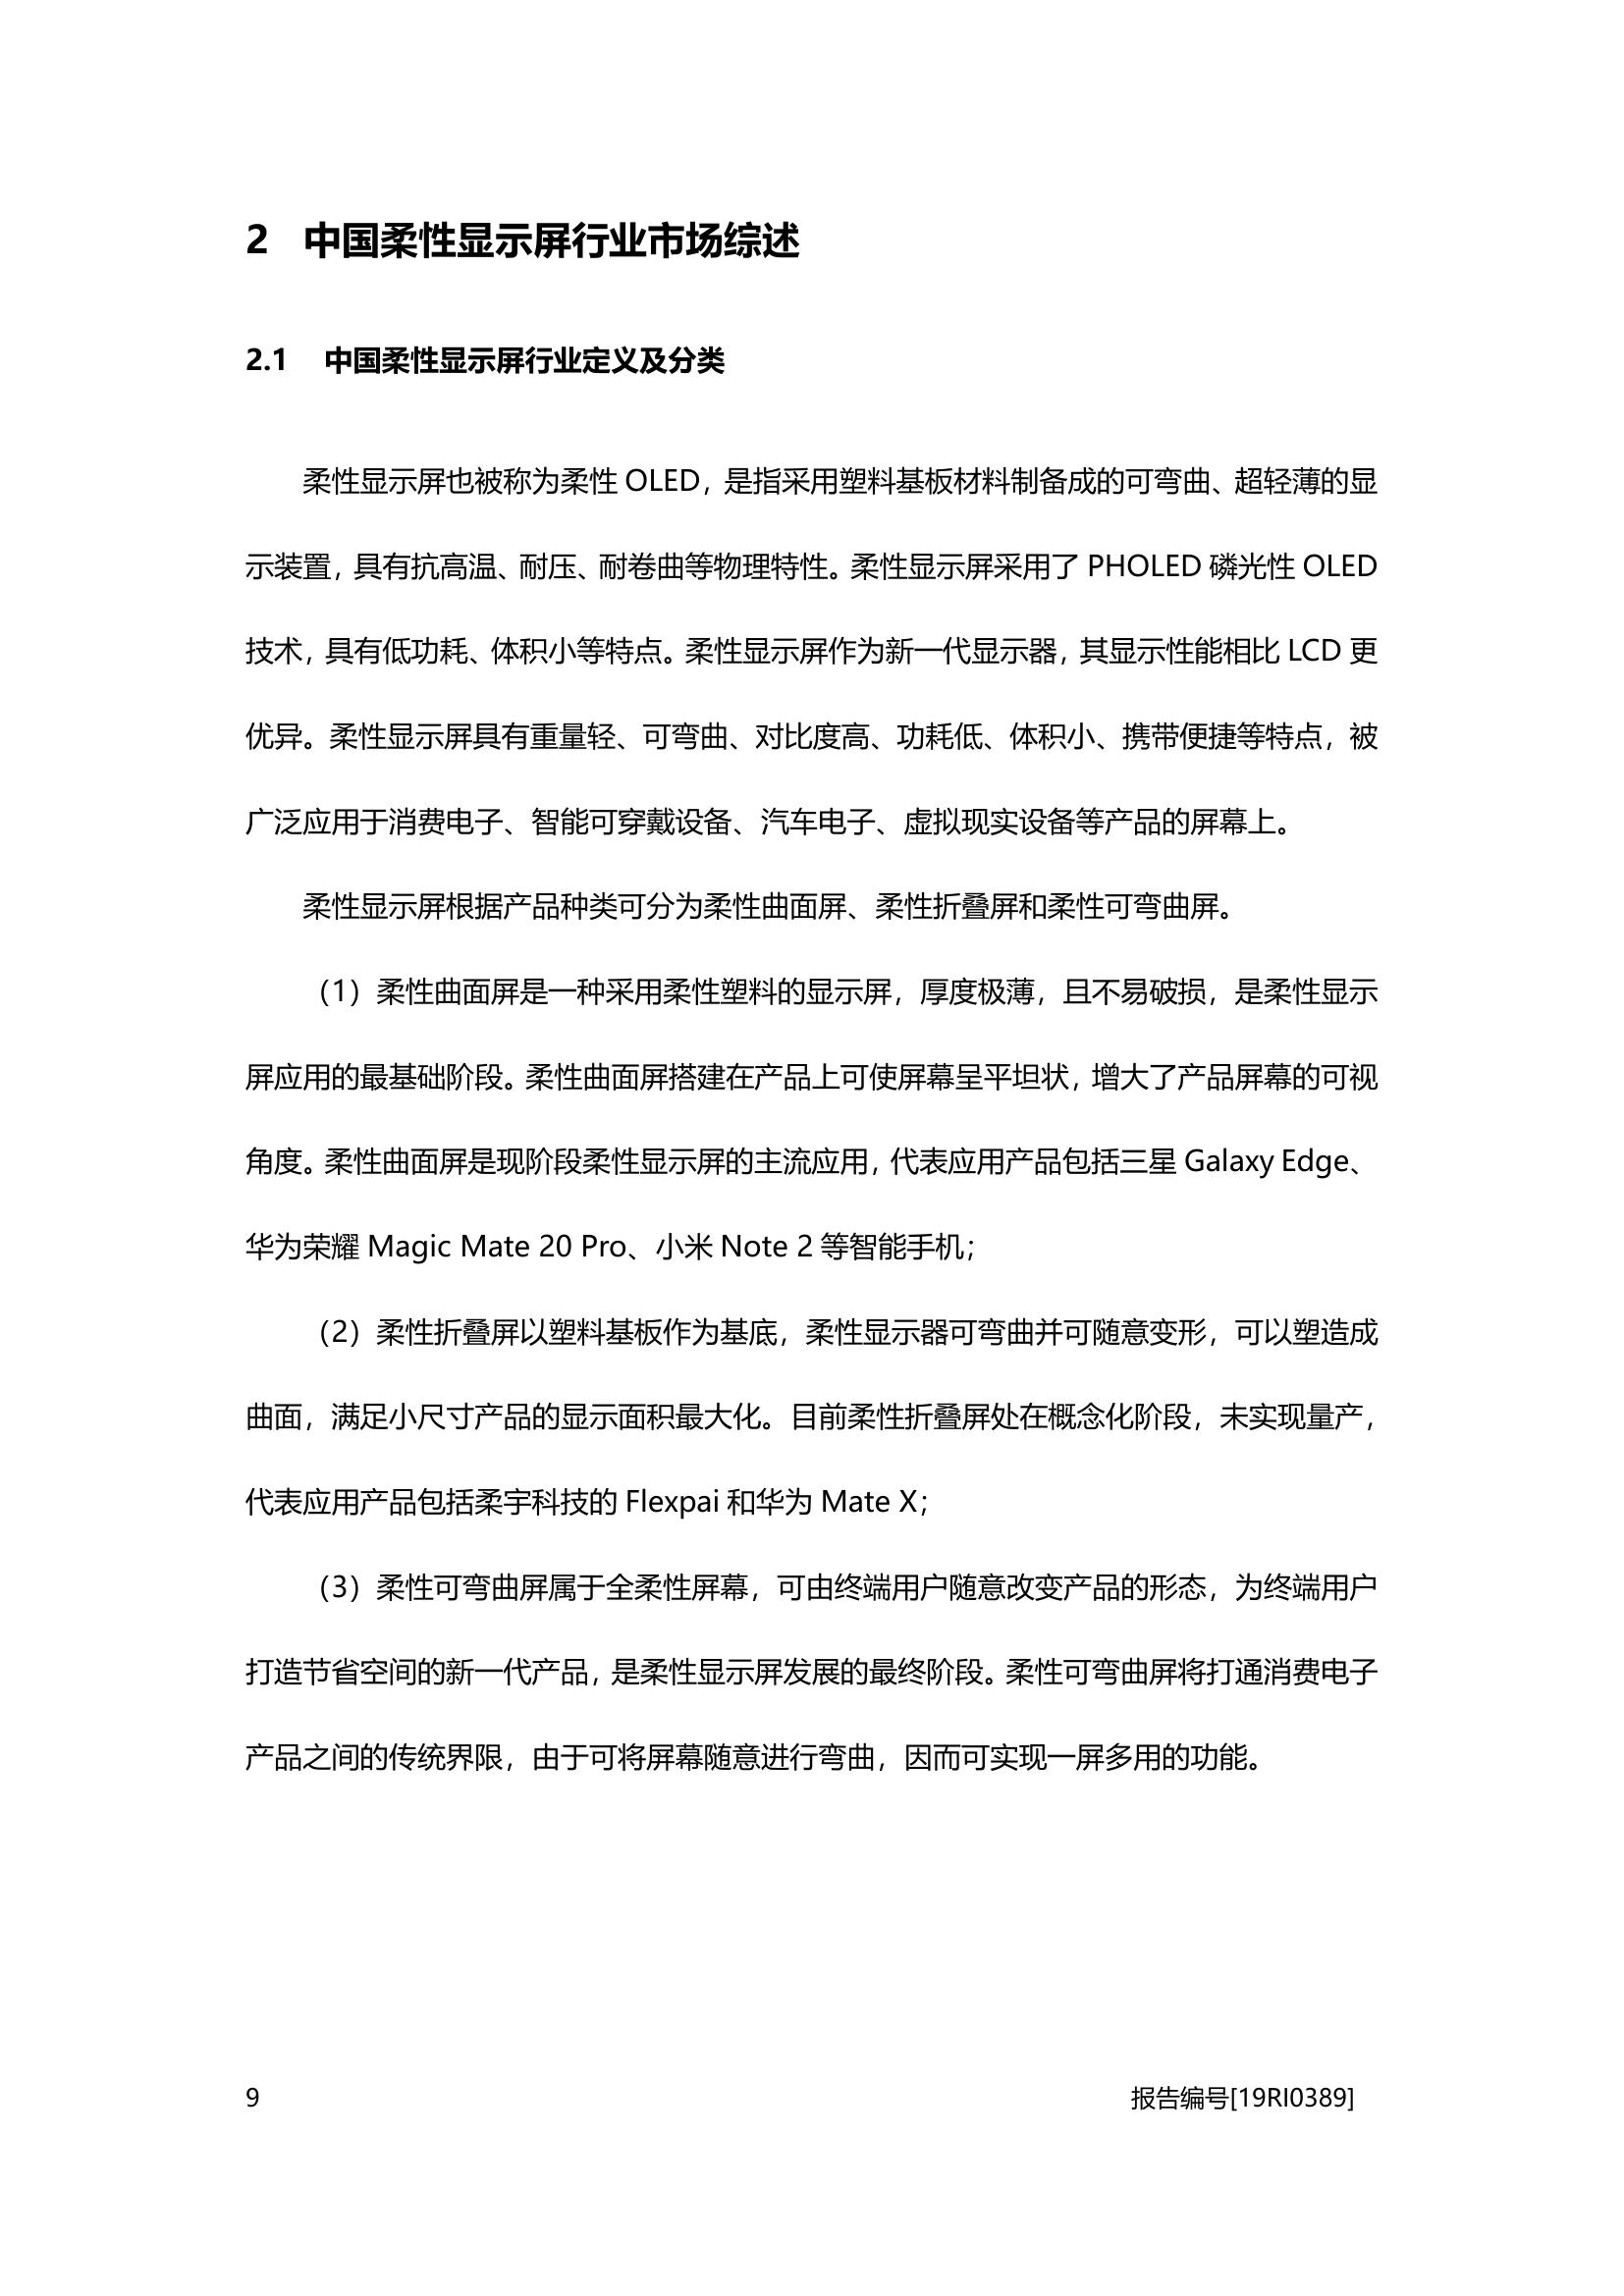 2 中国柔性显示屏行业市场综述
2.1 中国柔性显示屏行业定义及分类
柔性显示屏也被称为柔性 OLED，是指采用塑料基板材料制备成的可弯曲、超轻薄的显
示装置，具有抗高温、耐压、耐卷曲等物理特性。柔性显示屏采用了 PHOLED 磷光性 OLED
技术，具有低功耗、体积小等特点。柔性显示屏作为新一代显示器，其显示性能相比 LCD 更
优异。柔性显示屏具有重量轻、可弯曲、对比度高、功耗低、体积小、携带便捷等特点，被
广泛应用于消费电子、智能可穿戴设备、汽车电子、虚拟现实设备等产品的屏幕上。
柔性显示屏根据产品种类可分为柔性曲面屏、柔性折叠屏和柔性可弯曲屏。
（1）柔性曲面屏是一种采用柔性塑料的显示屏，厚度极薄，且不易破损，是柔性显示
屏应用的最基础阶段。柔性曲面屏搭建在产品上可使屏幕呈平坦状，增大了产品屏幕的可视
角度。柔性曲面屏是现阶段柔性显示屏的主流应用，代表应用产品包括三星 Galaxy Edge、
华为荣耀 Magic Mate 20 Pro、小米 Note 2 等智能手机；
（2）柔性折叠屏以塑料基板作为基底，柔性显示器可弯曲并可随意变形，可以塑造成
曲面，满足小尺寸产品的显示面积最大化。目前柔性折叠屏处在概念化阶段，未实现量产，
代表应用产品包括柔宇科技的 Flexpai 和华为 Mate X；
（3）柔性可弯曲屏属于全柔性屏幕，可由终端用户随意改变产品的形态，为终端用户
打造节省空间的新一代产品，是柔性显示屏发展的最终阶段。柔性可弯曲屏将打通消费电子
产品之间的传统界限，由于可将屏幕随意进行弯曲，因而可实现一屏多用的功能。
9 报告编号[19RI0389]